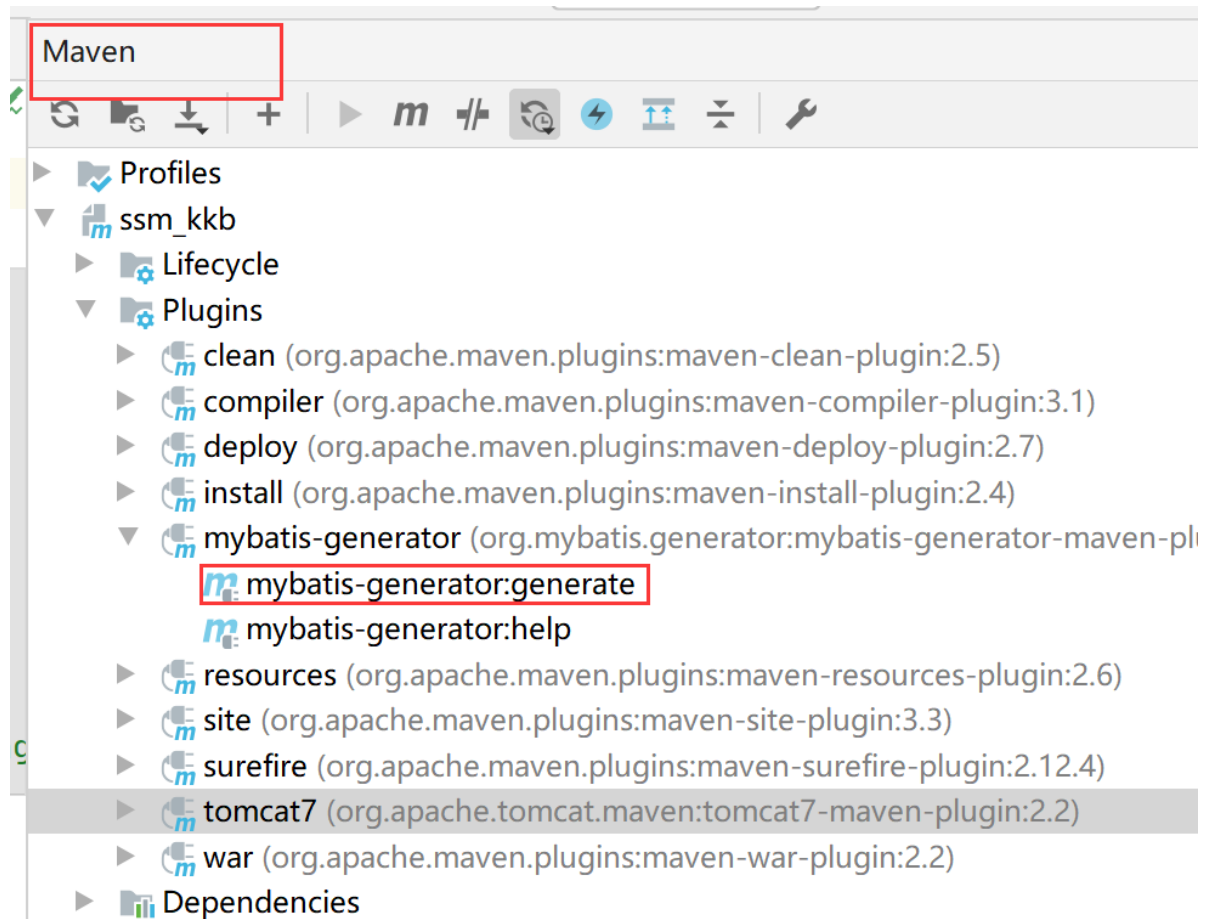 Maven
Profiles
ssm_kkb
Lifecycle
Plugins
clean (org.apache.maven.plugins:maven-clean-plugin:2.5)
compiler (org.apache.maven.plugins:maven-compiler-plugin:3.1)
deploy (org.apache.maven.plugins:maven-deploy-plugin:2.7)
install (org.apache.maven.plugins:maven-install-plugin:2.4)
mybatis-generator (org.mybatis.generator:mybatis-generator-maven-pl
mybatis-generator:generate
mybatis-generator:help
resources (org.apache.maven.plugins:maven-resources-plugin:2.6)
site (org.apache.maven.plugins:maven-site-plugin:3.3)
g
surefire (org.apache.maven.plugins:maven-surefire-plugin:2.12.4)
tomcat7 (org.apache.tomcat.maven:tomcat7-maven-plugin:2.2)
war (org.apache.maven.plugins:maven-war-plugin:2.2)
Dependencies